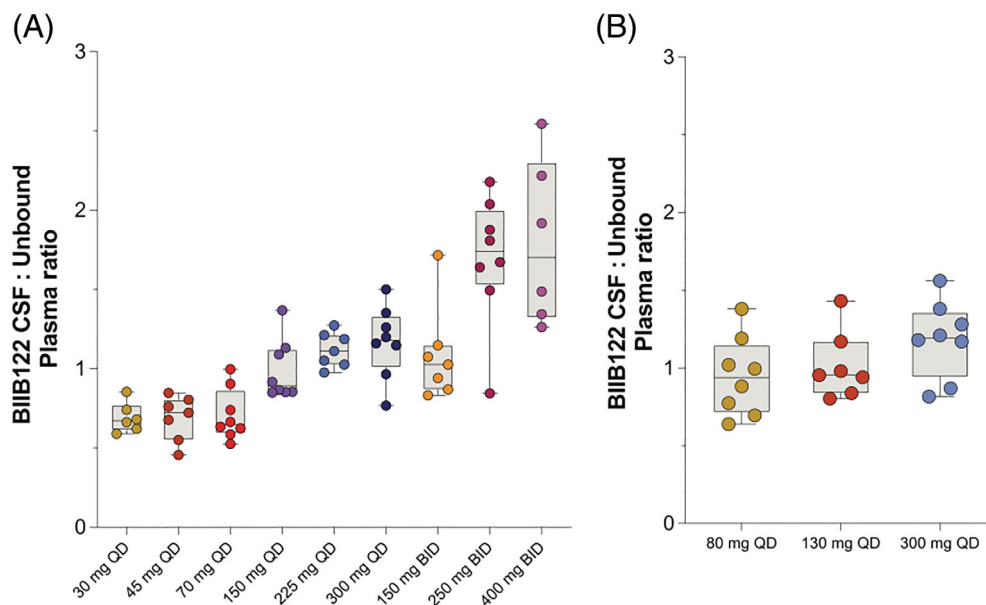 (A)
BIIB122 CSF : Unbound
Plasma ratio
3
2
1
0
30 mg QD
45 mg QD
70 mg QD
150 mg QD
225 mg QD
300 mg QD
150 mg BID
250 mg BID
400 mg BID
(B)
BIIB122 CSF : Unbound
Plasma ratio
3
2
1
0
80 mg QD
130 mg QD
300 mg QD